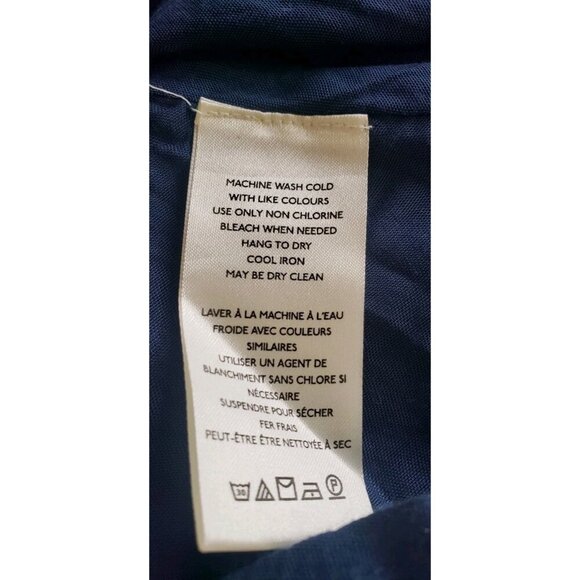 MACHINE WASH COLD
WITH LIKE COLOURS
USE ONLY NON CHLORINE
BLEACH WHEN NEEDED
HANG TO DRY
COOL IRON
MAY BE DRY CLEAN
LAVER À LA MACHINE À L'EAU
FROIDE AVEC COULEURS
SIMILAIRES
UTILISER UN AGENT DE
BLANCHIMENT SANS CHLORE SI
NÉCESSAIRE
SUSPENDRE POUR SÉCHER
FER FRAIS
PEUT-ÊTRE ÊTRE NETTOYÉE À SEC
30 P